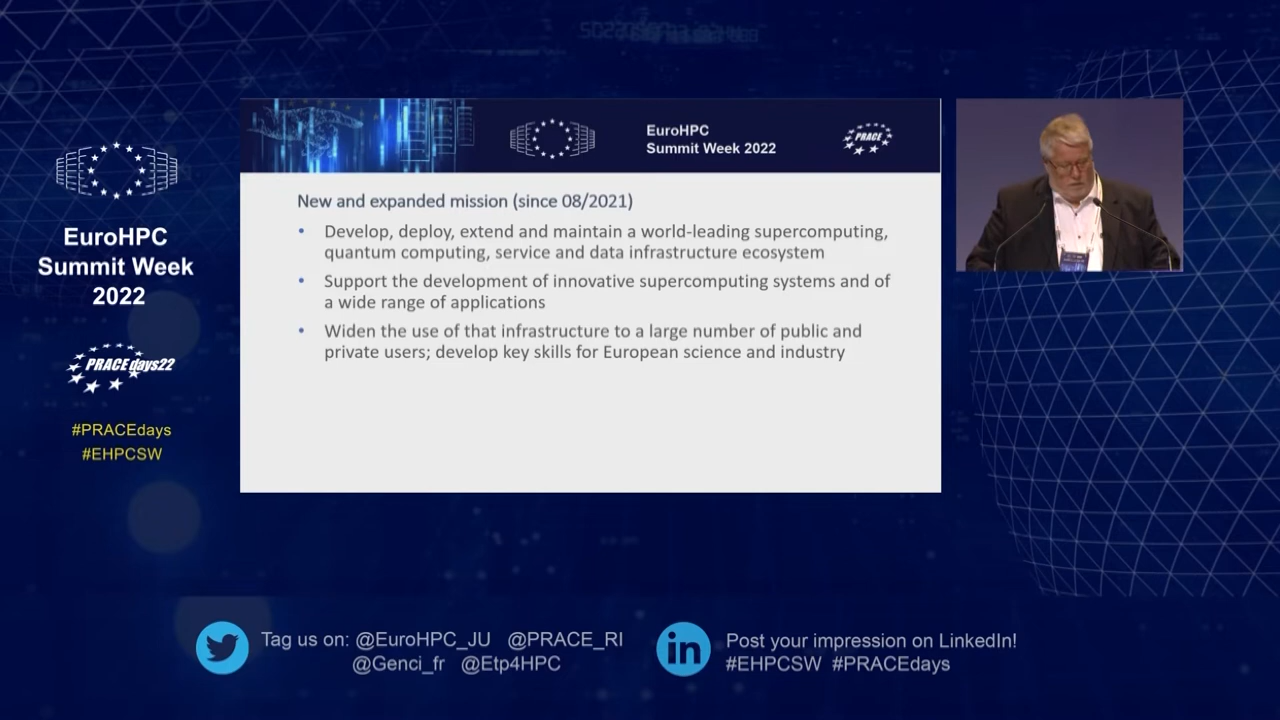 EuroHPC
Summit Week
2022
PRACEdays22
#PRACEdays
#EHPCSW
EuroHPC
Summit Week 2022
PRACE
New and expanded mission (since 08/2021)
• Develop, deploy, extend and maintain a world-leading supercomputing,
quantum computing, service and data infrastructure ecosystem
• Support the development of innovative supercomputing systems and of
a wide range of applications
• Widen the use of that infrastructure to a large number of public and
private users; develop key skills for European science and industry
Tag us on: @EuroHPC_JU @PRACE_RI
@Genci_fr @Etp4HPC
in
Post your impression on LinkedIn!
#EHPCSW #PRACEdays